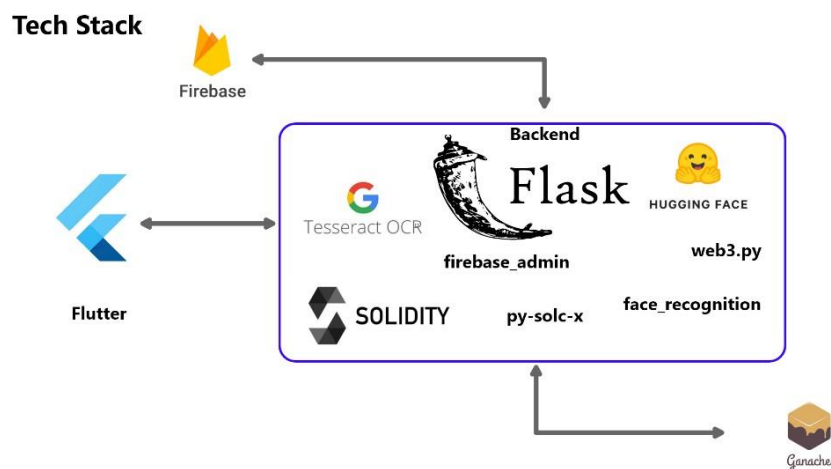 Tech Stack
Firebase
Backend
Flask
HUGGING FACE
Tesseract OCR
firebase_admin
web3.py
Flutter
SOLIDITY
py-solc-x
face_recognition
Ganache